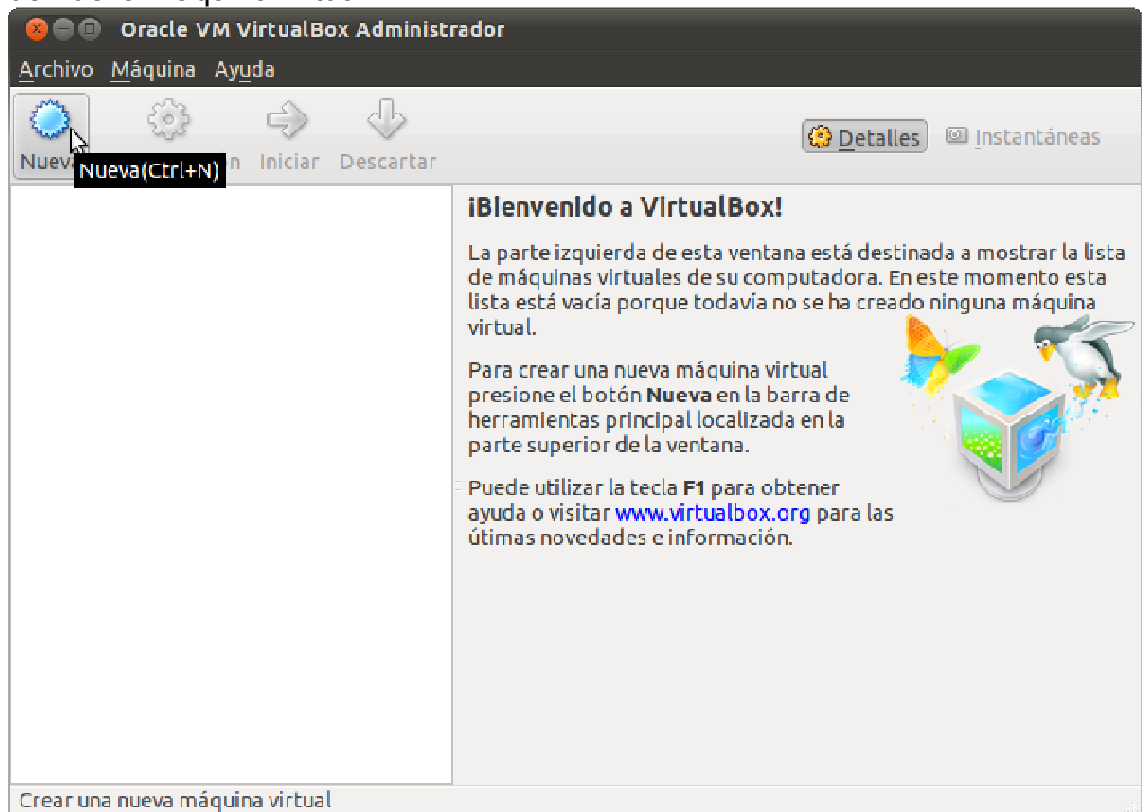 Oracle VM VirtualBox Administrador
Archivo Máquina Ayuda
Iniciar Descartar
Detalles Instantáneas
Nueva(Ctrl+N)
¡Bienvenido a VirtualBox!
La parte izquierda de esta ventana está destinada a mostrar la lista
de máquinas virtuales de su computadora. En este momento esta
lista está vacía porque todavía no se ha creado ninguna máquina
virtual.
Para crear una nueva máquina virtual
presione el botón Nueva en la barra de
herramientas principal localizada en la
parte superior de la ventana.
Puede utilizar la tecla F1 para obtener
ayuda o visitar www.virtualbox.org para las
útimas novedades e información.
Crear una nueva máquina virtual